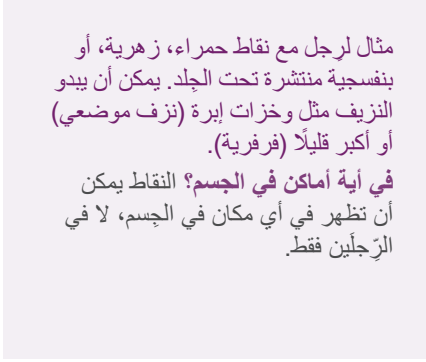 مثال لرِجل مع نقاط حمراء، زهرية، أو
بنفسجية منتشرة تحت الجِلد. يمكن أن يبدو
النزيف مثل وخزات إبرة (نزف موضعي)
أو أكبر قليلًا (فرفرية).
في أية أماكن في الجسم؟ النقاط يمكن
أن تظهر في أي مكان في الجِسم، لا في
الرِّجلَين فقط.